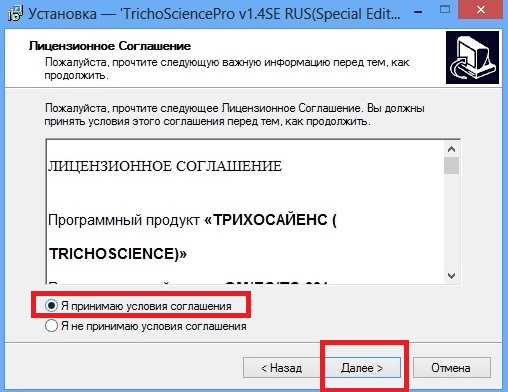 Установка — 'TrichoSciencePro v1.4SE RUS(Special Edit...
Лицензионное Соглашение
Пожалуйста, прочтите следующую важную информацию перед тем, как
продолжить.
Пожалуйста, прочтите следующее Лицензионное Соглашение. Вы должны
принять условия этого соглашения перед тем, как продолжить.
ЛИЦЕНЗИОННОЕ СОГЛАШЕНИЕ
Программный продукт «ТРИХОСАЙЕНС (
TRICHOSCIENCE)»
Я принимаю условия соглашения
Я не принимаю условия соглашения
< Назад Далее > Отмена